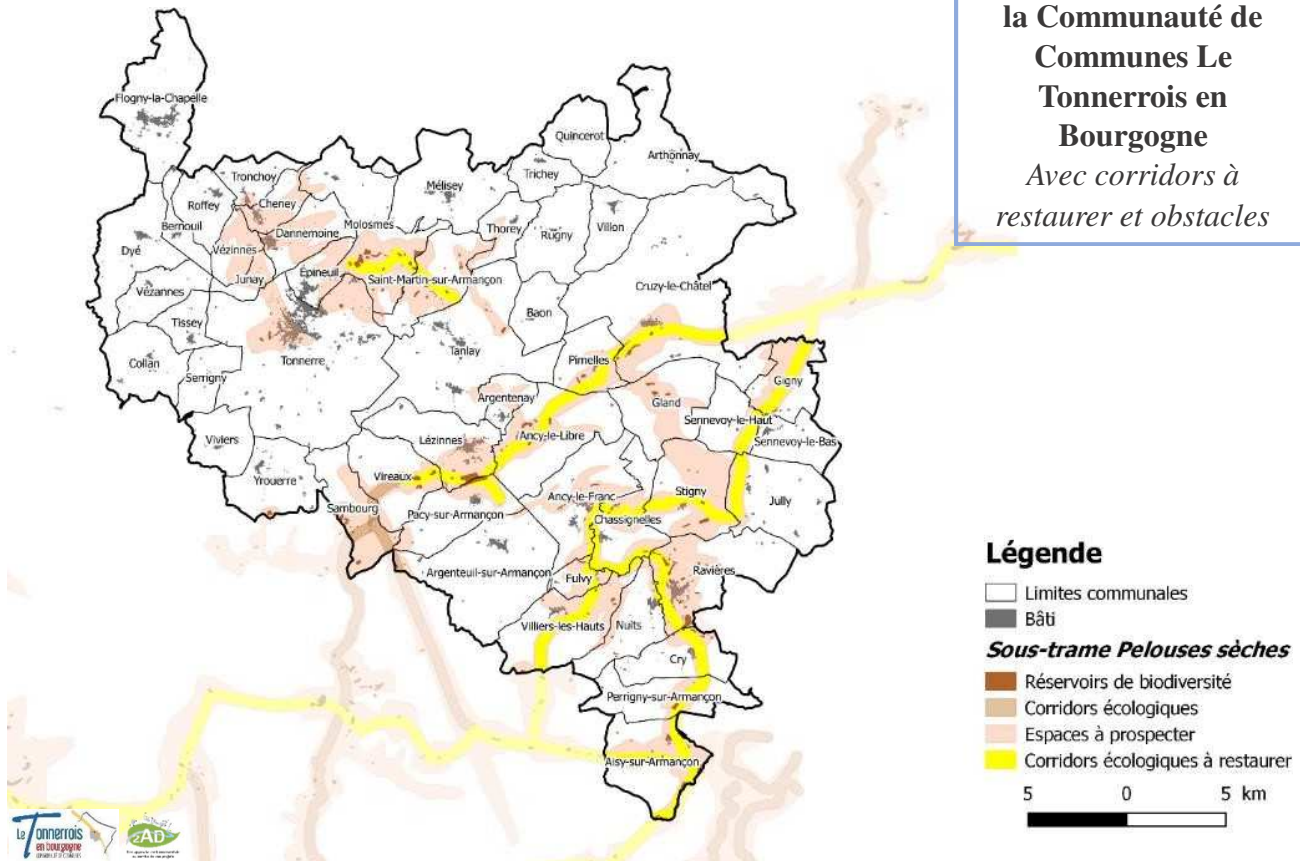 la Communauté de
Communes Le
Tonnerrois en
Bourgogne
Avec corridors à
restaurer et obstacles
Flogny-la-Chapelle
Quincerot
Arthonnay
Tronchoy
Trichey
Mélisey
Roffey
Cheney
Bernouil
Molosmes
Dannemoine
Thorey
Rugny
Villon
Dyé
Vézinnes
Junay
Épineuil
Saint-Martin-sur-Armançon
Cruzy-le-Châtel
Vézannes
Baon
Tissey
Tanlay
Pimelles
Collan
Tonnerre
Serrigny
Gigny
Argentenay
Gland
Sennevoy-le-Haut
Viviers
Lézinnes
Ancy-le-Libre
Sennevoy-le-Bas
Yrouerre
Vireaux
Stigny
Jully
Ancy-le-Franc
Sambourg
Pacy-sur-Armançon
Chassignelles
Argenteuil-sur-Armançon
Fulvy
Ravières
Villiers-les-Hauts
Nuits
Cry
Perrigny-sur-Armançon
Aisy-sur-Armançon
Légende
Limites communales
Bâti
Sous-trame Pelouses sèches
Réservoirs de biodiversité
Corridors écologiques
Espaces à prospecter
Corridors écologiques à restaurer
5 0 5 km
Le Tonnerrois
en bourgogne